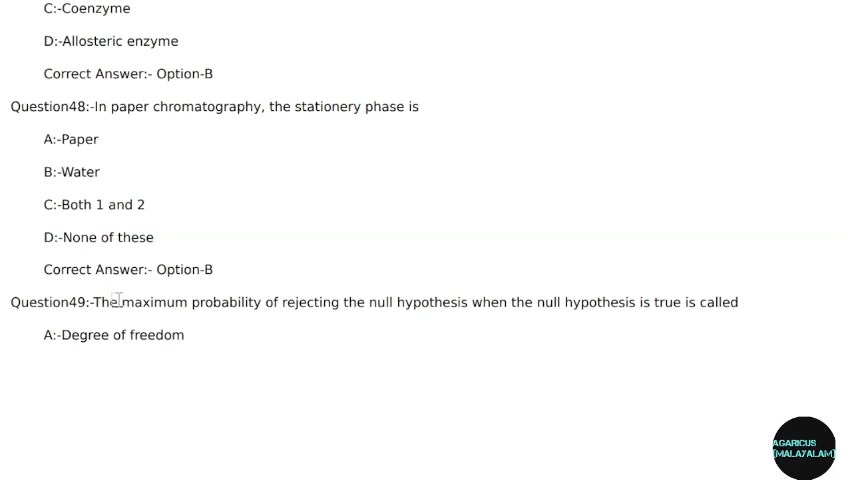 C:-Coenzyme
D:-Allosteric enzyme
Correct Answer:- Option-B
Question48:-In paper chromatography, the stationery phase is
A:-Paper
B:-Water
C:-Both 1 and 2
D:-None of these
Correct Answer:- Option-B
Question49:-The maximum probability of rejecting the null hypothesis when the null hypothesis is true is called
A:-Degree of freedom
AGARICUS
[MALAYALAM]